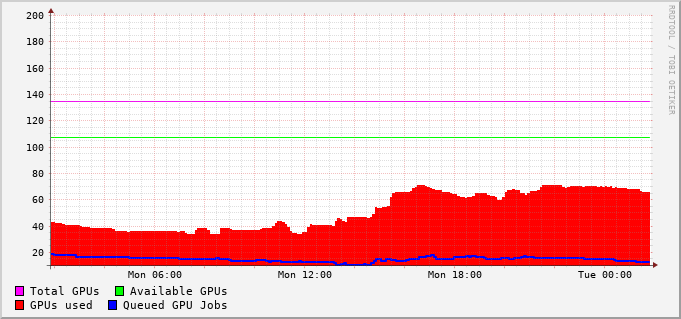 200
180
160
140
120
100
80
60
40
20
Mon 06:00 Mon 12:00 Mon 18:00 Tue 00:00
Total GPUs Available GPUs
GPUs used Queued GPU Jobs
RRDTOOL / TOBI OETIKER